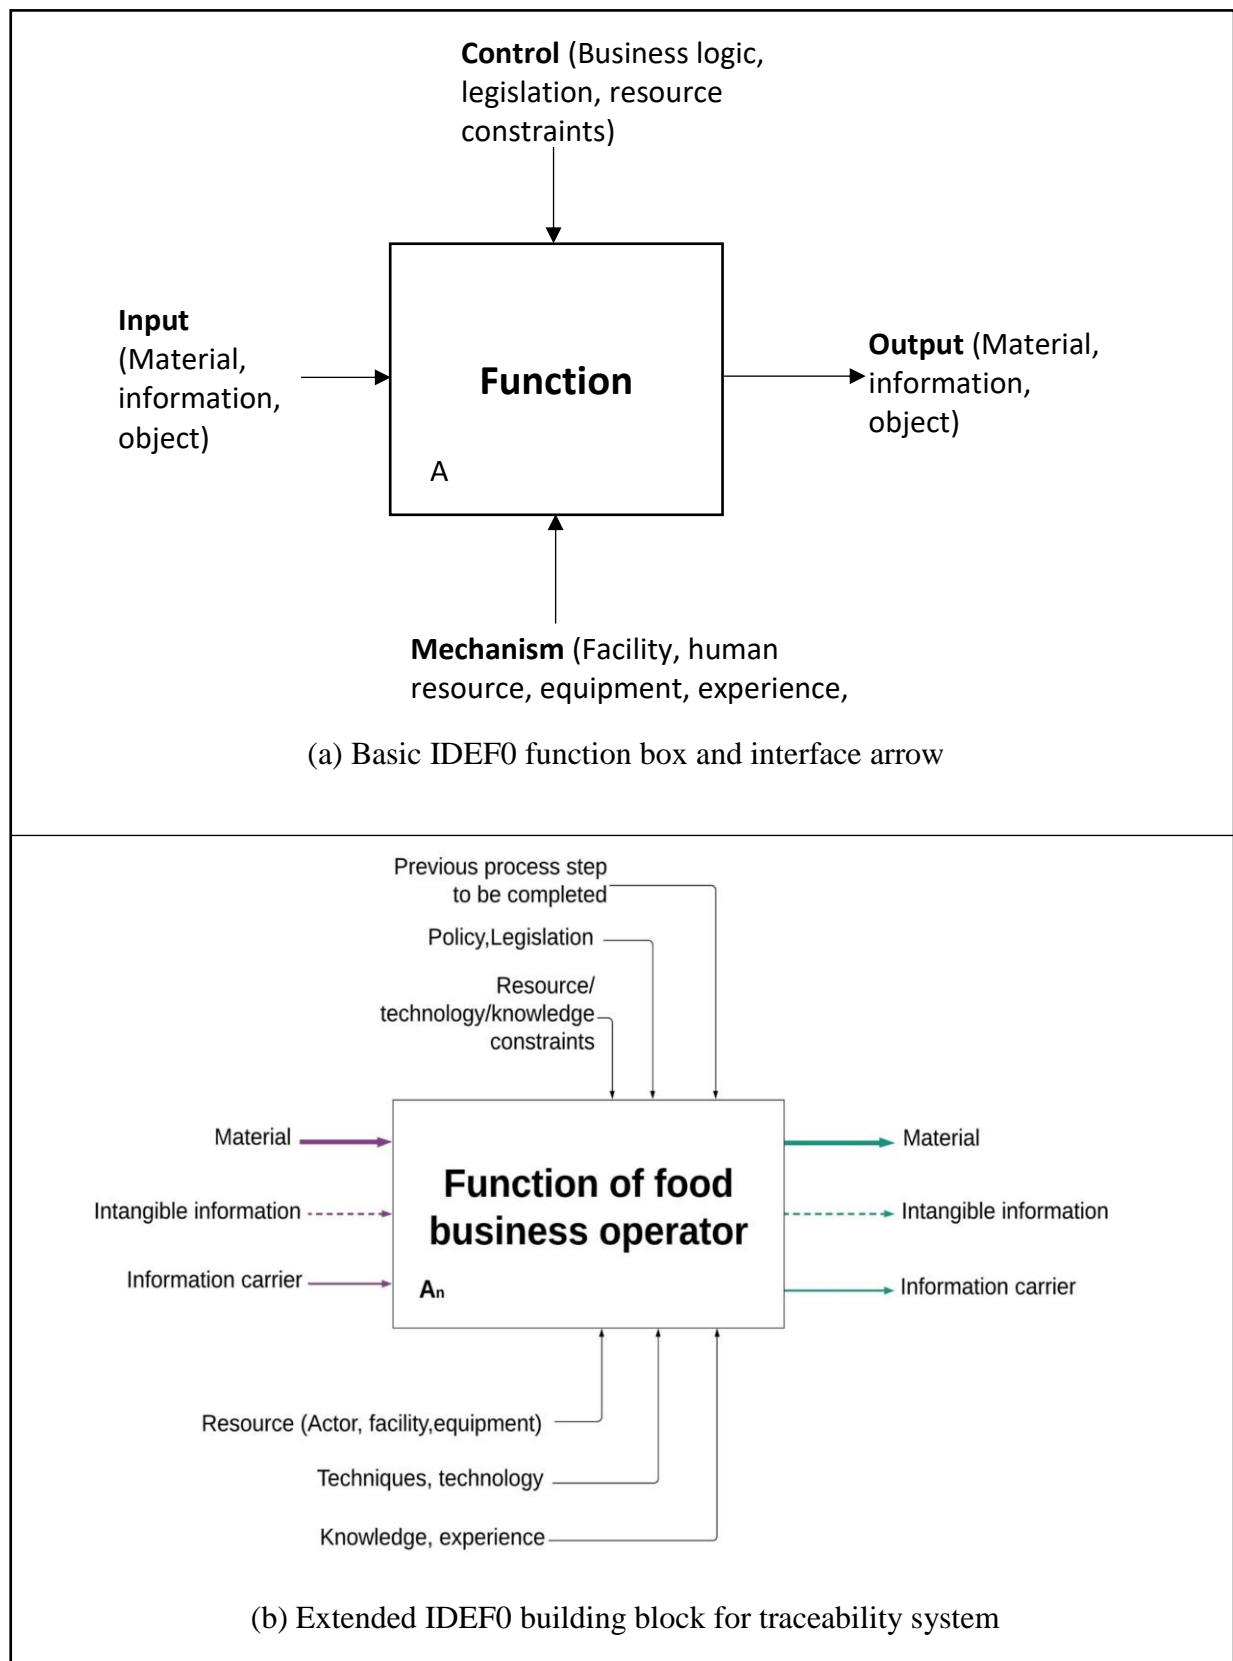 Control (Business logic,
legislation, resource
constraints)
Input
(Material,
information,
object)
Function
A
Output (Material,
information,
object)
Mechanism (Facility, human
resource, equipment, experience,
(a) Basic IDEF0 function box and interface arrow
Previous process step
to be completed
Policy,Legislation
Resource/
technology/knowledge
constraints
Material
Intangible information
Information carrier
Function of food
business operator
An
Material
Intangible information
Information carrier
Resource (Actor, facility,equipment)
Techniques, technology
Knowledge, experience
(b) Extended IDEF0 building block for traceability system